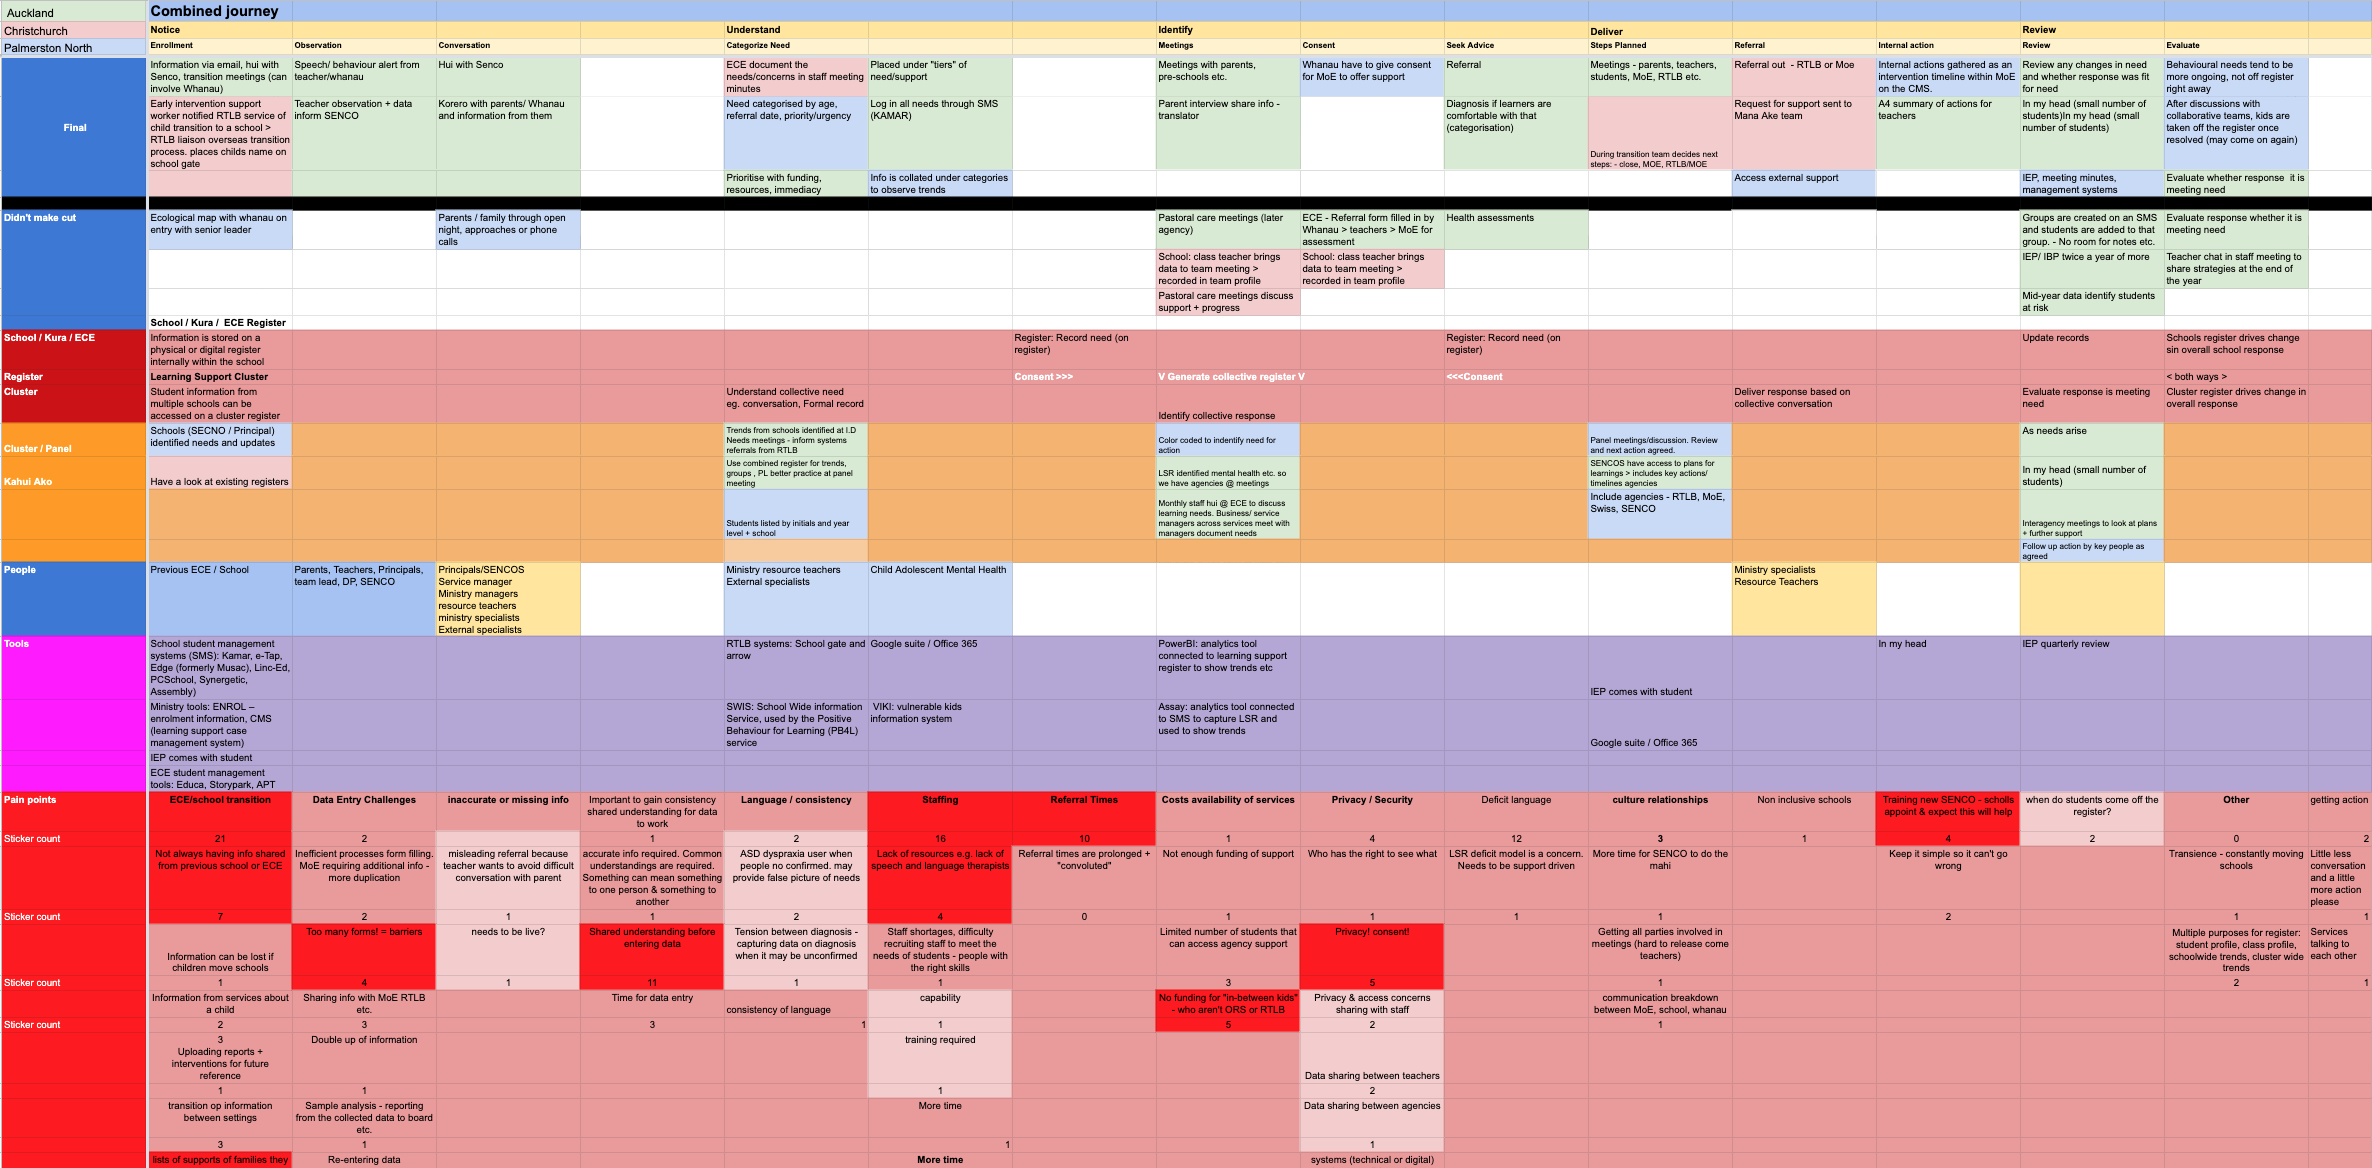 Auckland
Combined journey
Christchurch
Notice
Understand
Identify
Deliver
Review
Palmerston North
Enrollment
Observation
Conversation
Categorize Need
Meetings
Consent
Seek Advice
Steps Planned
Referral
Internal action
Review
Evaluate
Final
Information via email, hui with
Senco, transition meetings (can
involve Whanau)
Speech/ behaviour alert from
teacher/whanau
Hui with Senco
ECE document the
needs/concerns in staff meeting
minutes
Placed under "tiers" of
need/support
Meetings with parents,
pre-schools etc.
Whanau have to give consent
for MoE to offer support
Referral
Meetings - parents, teachers,
students, MoE, RTLB etc.
Referral out - RTLB or Moe
Internal actions gathered as an
intervention timeline within MoE
on the CMS.
Review any changes in need
and whether response was fit
for need
Behavioural needs tend to
be more ongoing, not off register
right away
Early intervention support
worker notified RTLB service of
child transition to a school >
RTLB liaison overseas transition
process. places childs name on
school gate
Teacher observation + data
inform SENCO
Korero with parents/ Whanau
and information from them
Need categorised by age,
referral date, priority/urgency
Log in all needs through SMS
(KAMAR)
Parent interview share info -
translator
Diagnosis if learners are
comfortable with that
(categorisation)
During transition team decides next
steps: - close, MOE, RTLB/MOE
Request for support sent to
Mana Ake team
A4 summary of actions for
teachers
In my head (small number of
students)In my head (small
number of students)
After discussions with
collaborative teams, kids are
taken off the register once
resolved (may come on again)
Prioritise with funding,
resources, immediacy
Info is collated under categories
to observe trends
Access external support
IEP, meeting minutes,
management systems
Evaluate whether response it is
meeting need
Didn't make cut
Ecological map with whanau on
entry with senior leader
Parents / family through open
night, approaches or phone
calls
Pastoral care meetings (later
agency)
ECE - Referral form filled in by
Whanau > teachers > MoE for
assessment
Health assessments
Groups are created on an SMS
and students are added to that
group. - No room for notes etc.
Evaluate response whether it is
meeting need
School: class teacher brings
data to team meeting >
recorded in team profile
School: class teacher brings
data to team meeting >
recorded in team profile
IEP/ IBP twice a year of more
Teacher chat in staff meeting to
share strategies at the end of
the year
Pastoral care meetings discuss
support + progress
Mid-year data identify students
at risk
School / Kura / ECE Register
School / Kura / ECE
Information is stored on a
physical or digital register
internally within the school
Register: Record need (on
register)
Register: Record need (on
register)
Update records
Schools register drives change
sin overall school response
Register
Learning Support Cluster
Consent >>>
V Generate collective register V
<<<Consent
< both ways >
Cluster
Student information from
multiple schools can be
accessed on a cluster register
Understand collective need
eg. conversation, Formal record
Identify collective response
Deliver response based on
collective conversation
Evaluate response is meeting
need
Cluster register drives change in
overall response
Cluster / Panel
Schools (SECNO / Principal)
identified needs and updates
Trends from schools identified at I.D
Needs meetings - inform systems
referrals from RTLB
Color coded to indentify need for
action
Panel meetings/discussion. Review
and next action agreed.
As needs arise
Kahui Ako
Have a look at existing registers
Use combined register for trends,
groups , PL better practice at panel
meeting
LSR identified mental health etc. so
we have agencies @ meetings
SENCOS have access to plans for
learnings > includes key actions/
timelines agencies
In my head (small number of
students)
Students listed by initials and year
level + school
Monthly staff hui @ ECE to discuss
learning needs. Business/ service
managers across services meet with
managers document needs
Include agencies - RTLB, MoE,
Swiss, SENCO
Interagency meetings to look at plans
+ further support
Follow up action by key people as
agreed
People
Previous ECE / School
Parents, Teachers, Principals,
team lead, DP, SENCO
Principals/SENCOS
Service manager
Ministry managers
resource teachers
ministry specialists
External specialists
Ministry resource teachers
External specialists
Child Adolescent Mental Health
Ministry specialists
Resource Teachers
Tools
School student management
systems (SMS): Kamar, e-Tap,
Edge (formerly Musac), Linc-Ed,
PCSchool, Synergetic,
Assembly)
RTLB systems: School gate and
arrow
Google suite / Office 365
PowerBI: analytics tool
connected to learning support
register to show trends etc
IEP comes with student
In my head
IEP quarterly review
Ministry tools: ENROL –
enrolment information, CMS
(learning support case
management system)
SWIS: School Wide information
Service, used by the Positive
Behaviour for Learning (PB4L)
service
VIKI: vulnerable kids
information system
Assay: analytics tool connected
to SMS to capture LSR and
used to show trends
Google suite / Office 365
IEP comes with student
ECE student management
tools: Educa, Storypark, APT
Pain points
ECE/school transition
Data Entry Challenges
inaccurate or missing info
Important to gain consistency
shared understanding for data
to work
Language / consistency
Staffing
Referral Times
Costs availability of services
Privacy / Security
Deficit language
culture relationships
Non inclusive schools
Training new SENCO - scholls
appoint & expect this will help
when do students come off the
register?
Other
getting action
Sticker count
21
2
1
2
16
10
1
4
12
3
1
4
2
0
2
Not always having info shared
from previous school or ECE
Inefficient processes form filling.
MoE requiring additional info -
more duplication
misleading referral because
teacher wants to avoid difficult
conversation with parent
accurate info required. Common
understandings are required.
Something can mean something
to one person & something to
another
ASD dyspraxia user when
people no confirmed. may
provide false picture of needs
Lack of resources e.g. lack of
speech and language therapists
Referral times are prolonged +
"convoluted"
Not enough funding of support
Who has the right to see what
LSR deficit model is a concern.
Needs to be support driven
More time for SENCO to do the
mahi
Keep it simple so it can't go
wrong
Transience - constantly moving
schools
Little less
conversation
and a little
more action
please
Sticker count
7
2
1
1
2
4
0
1
1
1
1
2
1
1
Information can be lost if
children move schools
Too many forms! = barriers
needs to be live?
Shared understanding before
entering data
Tension between diagnosis -
capturing data on diagnosis
when it may be unconfirmed
Staff shortages, difficulty
recruiting staff to meet the
needs of students - people with
the right skills
Limited number of students that
can access agency support
Privacy! consent!
Getting all parties involved in
meetings (hard to release come
teachers)
Multiple purposes for register:
student profile, class profile,
schoolwide trends, cluster wide
trends
Services
talking to
each other
Sticker count
1
4
1
11
1
1
3
5
1
2
1
Information from services about
a child
Sharing info with MoE RTLB
etc.
Time for data entry
consistency of language
capability
No funding for "in-between kids"
- who aren't ORS or RTLB
Privacy & access concerns
sharing with staff
communication breakdown
between MoE, school, whanau
Sticker count
2
3
3
1
1
5
2
1
3
Uploading reports +
interventions for future
reference
Double up of information
training required
Data sharing between teachers
1
1
1
2
transition op information
between settings
Sample analysis - reporting
from the collected data to board
etc.
More time
Data sharing between agencies
3
1
1
1
lists of supports of families they
Re-entering data
More time
systems (technical or digital)